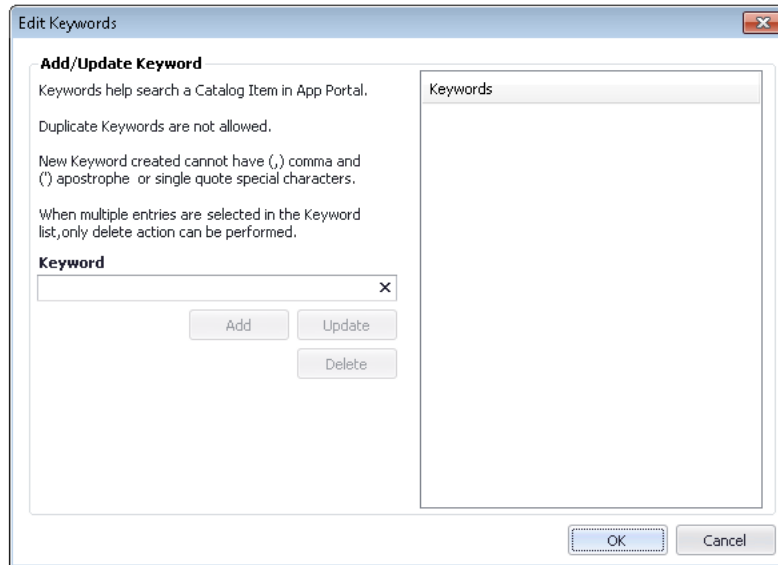 Edit Keywords
Add/Update Keyword
Keywords help search a Catalog Item in App Portal.
Duplicate Keywords are not allowed.
New Keyword created cannot have (,) comma and
(') apostrophe or single quote special characters.
When multiple entries are selected in the Keyword
list,only delete action can be performed.
Keyword
Add
Update
Delete
Keywords
OK
Cancel